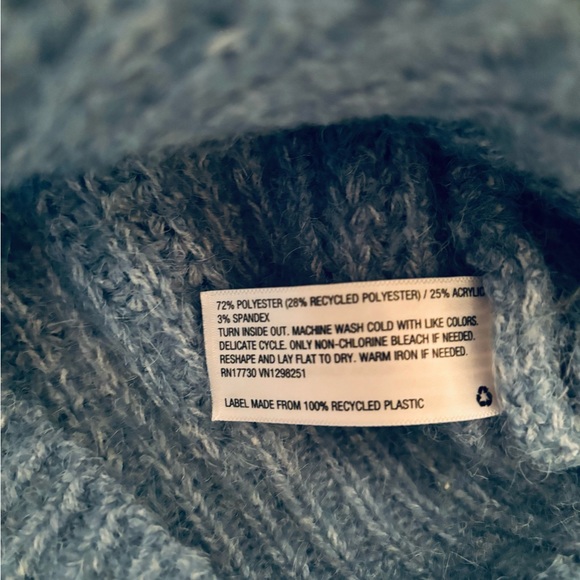 72% POLYESTER (28% RECYCLED POLYESTER) / 25% ACRYLIC
3% SPANDEX
TURN INSIDE OUT. MACHINE WASH COLD WITH LIKE COLORS.
DELICATE CYCLE. ONLY NON-CHLORINE BLEACH IF NEEDED.
RESHAPE AND LAY FLAT TO DRY. WARM IRON IF NEEDED.
RN17730 VN1298251
LABEL MADE FROM 100% RECYCLED PLASTIC